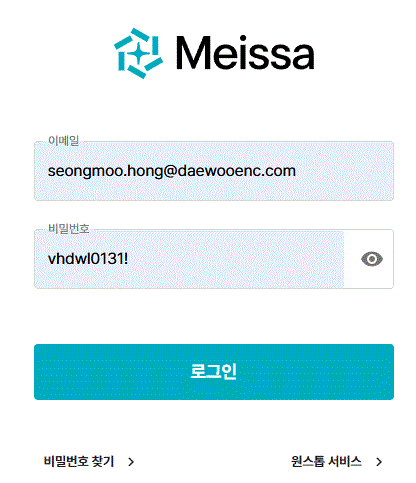 Meissa
이메일
seongmoo.hong@daewooenc.com
비밀번호
vhdwl0131!
로그인
비밀번호 찾기 >
원스톱 서비스 >